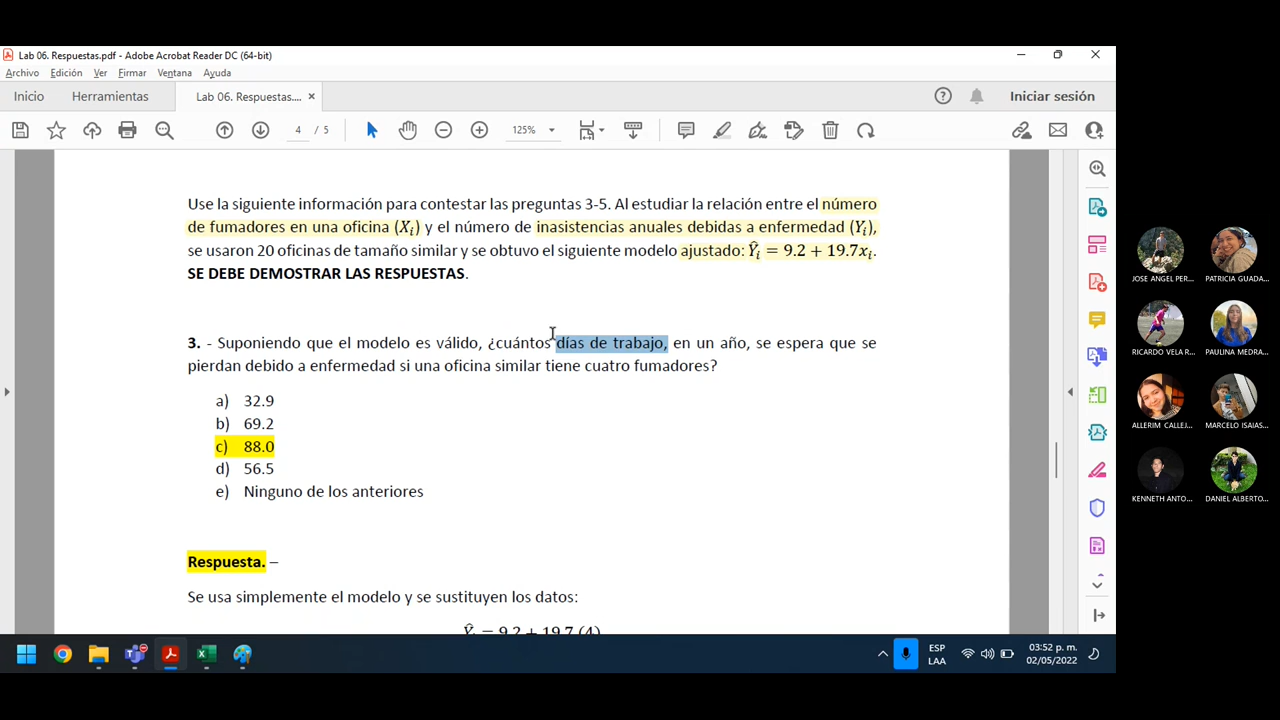 Lab 06. Respuestas.pdf - Adobe Acrobat Reader DC (64-bit)
Archivo Edición Ver Firmar Ventana Ayuda
Inicio Herramientas Lab 06. Respuestas.... × Iniciar sesión
4 / 5 125%
Use la siguiente información para contestar las preguntas 3-5. Al estudiar la relación entre el número
de fumadores en una oficina (Xᵢ) y el número de inasistencias anuales debidas a enfermedad (Yᵢ),
se usaron 20 oficinas de tamaño similar y se obtuvo el siguiente modelo ajustado: Ŷᵢ = 9.2 + 19.7xᵢ.
SE DEBE DEMOSTRAR LAS RESPUESTAS.
3. - Suponiendo que el modelo es válido, ¿cuántos días de trabajo, en un año, se espera que se
pierdan debido a enfermedad si una oficina similar tiene cuatro fumadores?
a) 32.9
b) 69.2
c) 88.0
d) 56.5
e) Ninguno de los anteriores
Respuesta. –
Se usa simplemente el modelo y se sustituyen los datos:
Ŷᵢ = 9.2 + 19.7 (4)
JOSE ANGEL PER... PATRICIA GUADA...
RICARDO VELA R... PAULINA MEDRA...
ALLERIM CALLEJ... MARCELO ISAIAS...
KENNETH ANTO... DANIEL ALBERTO...
ESP
LAA
03:52 p. m.
02/05/2022